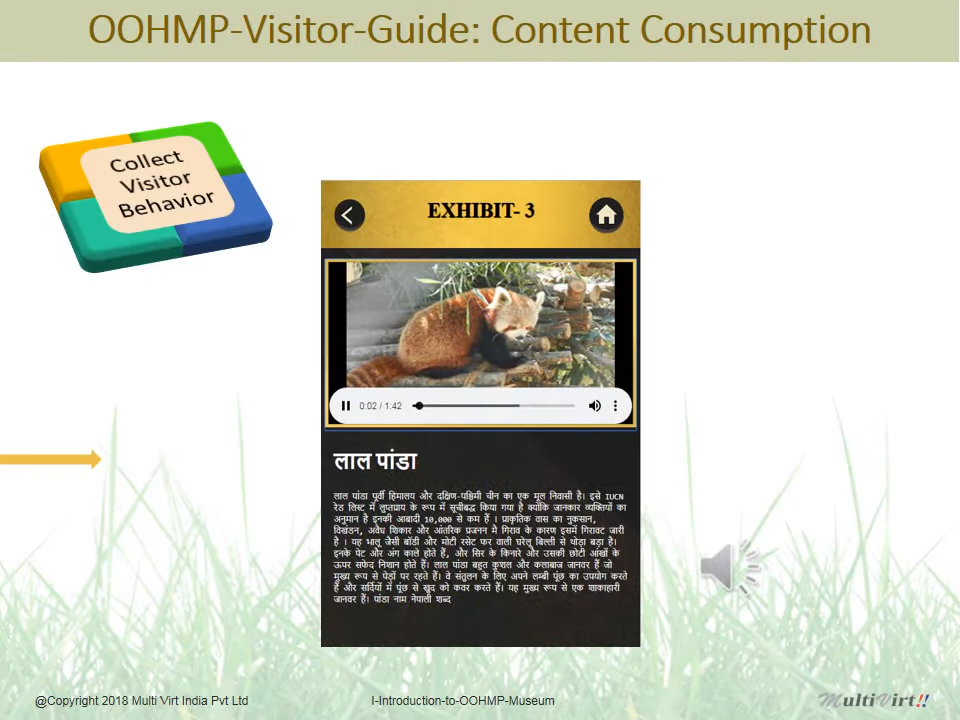 OOHMP-Visitor-Guide: Content Consumption
Collect
Visitor
Behavior
EXHIBIT- 3
0:02 / 1:42
लाल पांडा
लाल पांडा पूर्वी हिमालय और दक्षिण-पश्चिमी चीन का एक मूल निवासी है। इसे IUCN
रेड लिस्ट में लुप्तप्राय के रूप में सूचीबद्ध किया गया है क्योंकि जानकार व्यक्तियों का
अनुमान है इनकी आबादी 10,000 से कम हैं । प्राकृतिक वास का नुकसान,
विखंडन, अवैध शिकार और आंतरिक प्रजनन मे गिराव के कारण इसमें गिरावट जारी
है । यह भालू जैसी बॉडी और मोटी रसेट फर वाली घरेलू बिल्ली से थोड़ा बड़ा है।
इनके पेट और अंग काले होते हैं, और सिर के किनारे और उसकी छोटी आंखों के
ऊपर सफेद निशान होते हैं। लाल पांडा बहुत कुशल और कलाबाज जानवर हैं जो
मुख्य रूप से पेड़ों पर रहते हैं। वे संतुलन के लिए अपने लम्बी पूंछ का उपयोग करते
हैं और सर्दियों में पूंछ से खुद को कवर करते हैं। यह मुख्य रूप से एक शाकाहारी
जानवर हैं। पांडा नाम नेपाली शब्द
@Copyright 2018 Multi Virt India Pvt Ltd
I-Introduction-to-OOHMP-Museum
MultiVirt!!